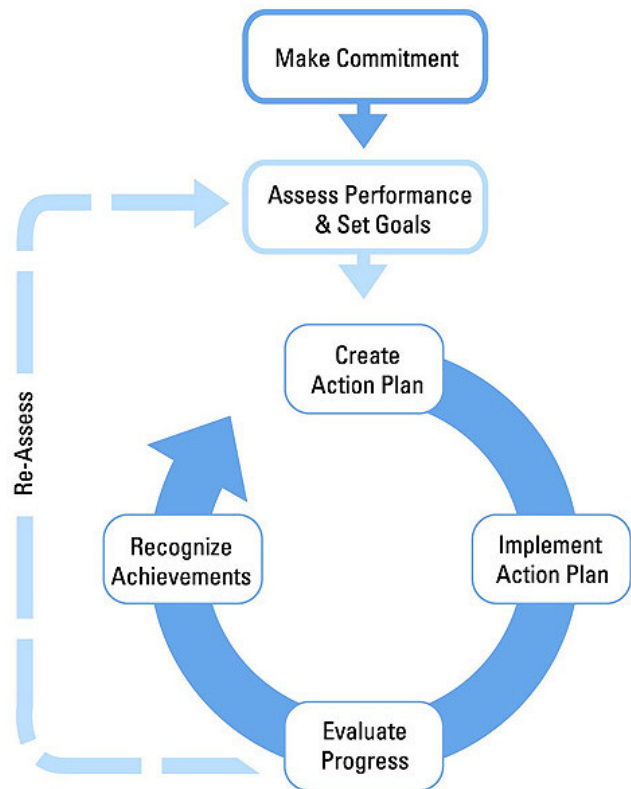 Make Commitment
Assess Performance
& Set Goals
Create
Action Plan
Re-Assess
Recognize
Achievements
Implement
Action Plan
Evaluate
Progress